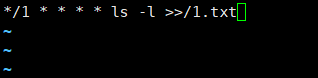 */1 * * * * ls -l >>/1.txt
~
~
~